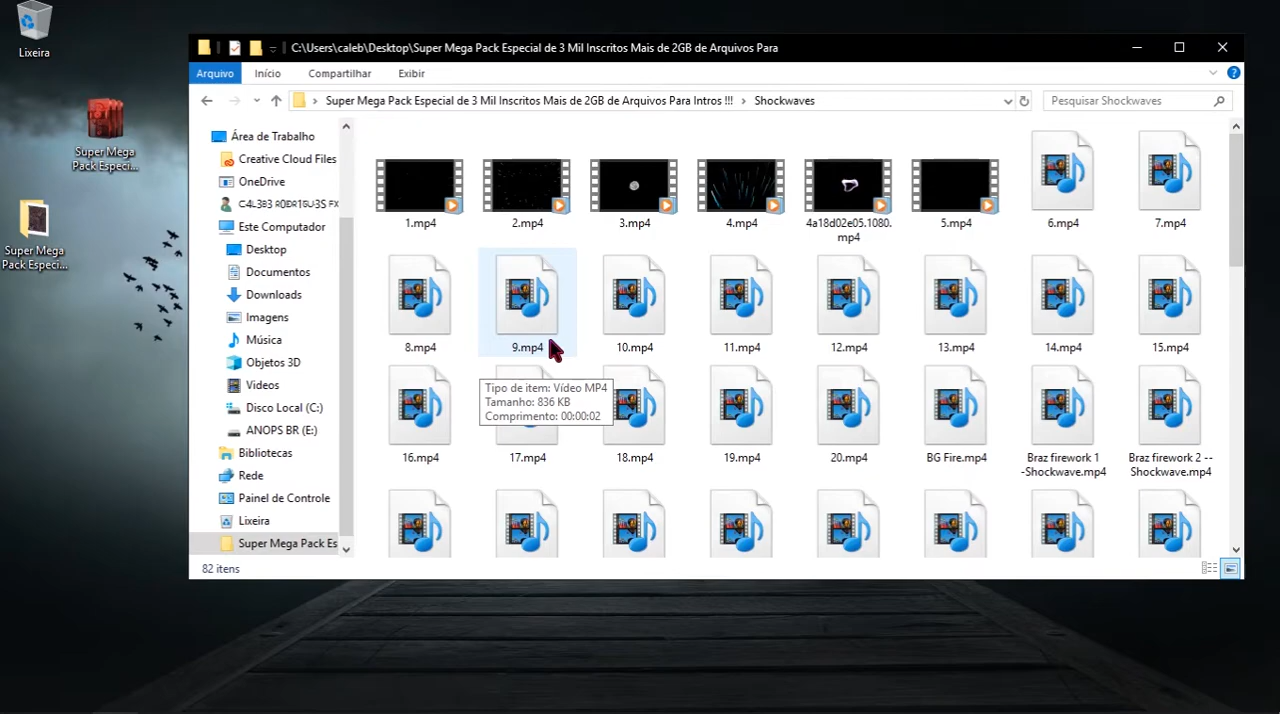 Lixeira
Super Mega
Pack Especi...
Super Mega
Pack Especi...
C:\Users\caleb\Desktop\Super Mega Pack Especial de 3 Mil Inscritos Mais de 2GB de Arquivos Para
Arquivo Início Compartilhar Exibir
Super Mega Pack Especial de 3 Mil Inscritos Mais de 2GB de Arquivos Para Intros !!! > Shockwaves
Pesquisar Shockwaves
Área de Trabalho
Creative Cloud Files
OneDrive
C4L3B3 R0DR1GU3S FX
Este Computador
Desktop
Documentos
Downloads
Imagens
Música
Objetos 3D
Videos
Disco Local (C:)
ANOPS BR (E:)
Bibliotecas
Rede
Painel de Controle
Lixeira
Super Mega Pack Es
1.mp4 2.mp4 3.mp4 4.mp4 4a18d02e05.1080.mp4 5.mp4 6.mp4 7.mp4
8.mp4 9.mp4 10.mp4 11.mp4 12.mp4 13.mp4 14.mp4 15.mp4
Tipo de item: Vídeo MP4
Tamanho: 836 KB
Comprimento: 00:00:02
16.mp4 17.mp4 18.mp4 19.mp4 20.mp4 BG Fire.mp4 Braz firework 1 -Shockwave.mp4 Braz firework 2 -- Shockwave.mp4
82 itens